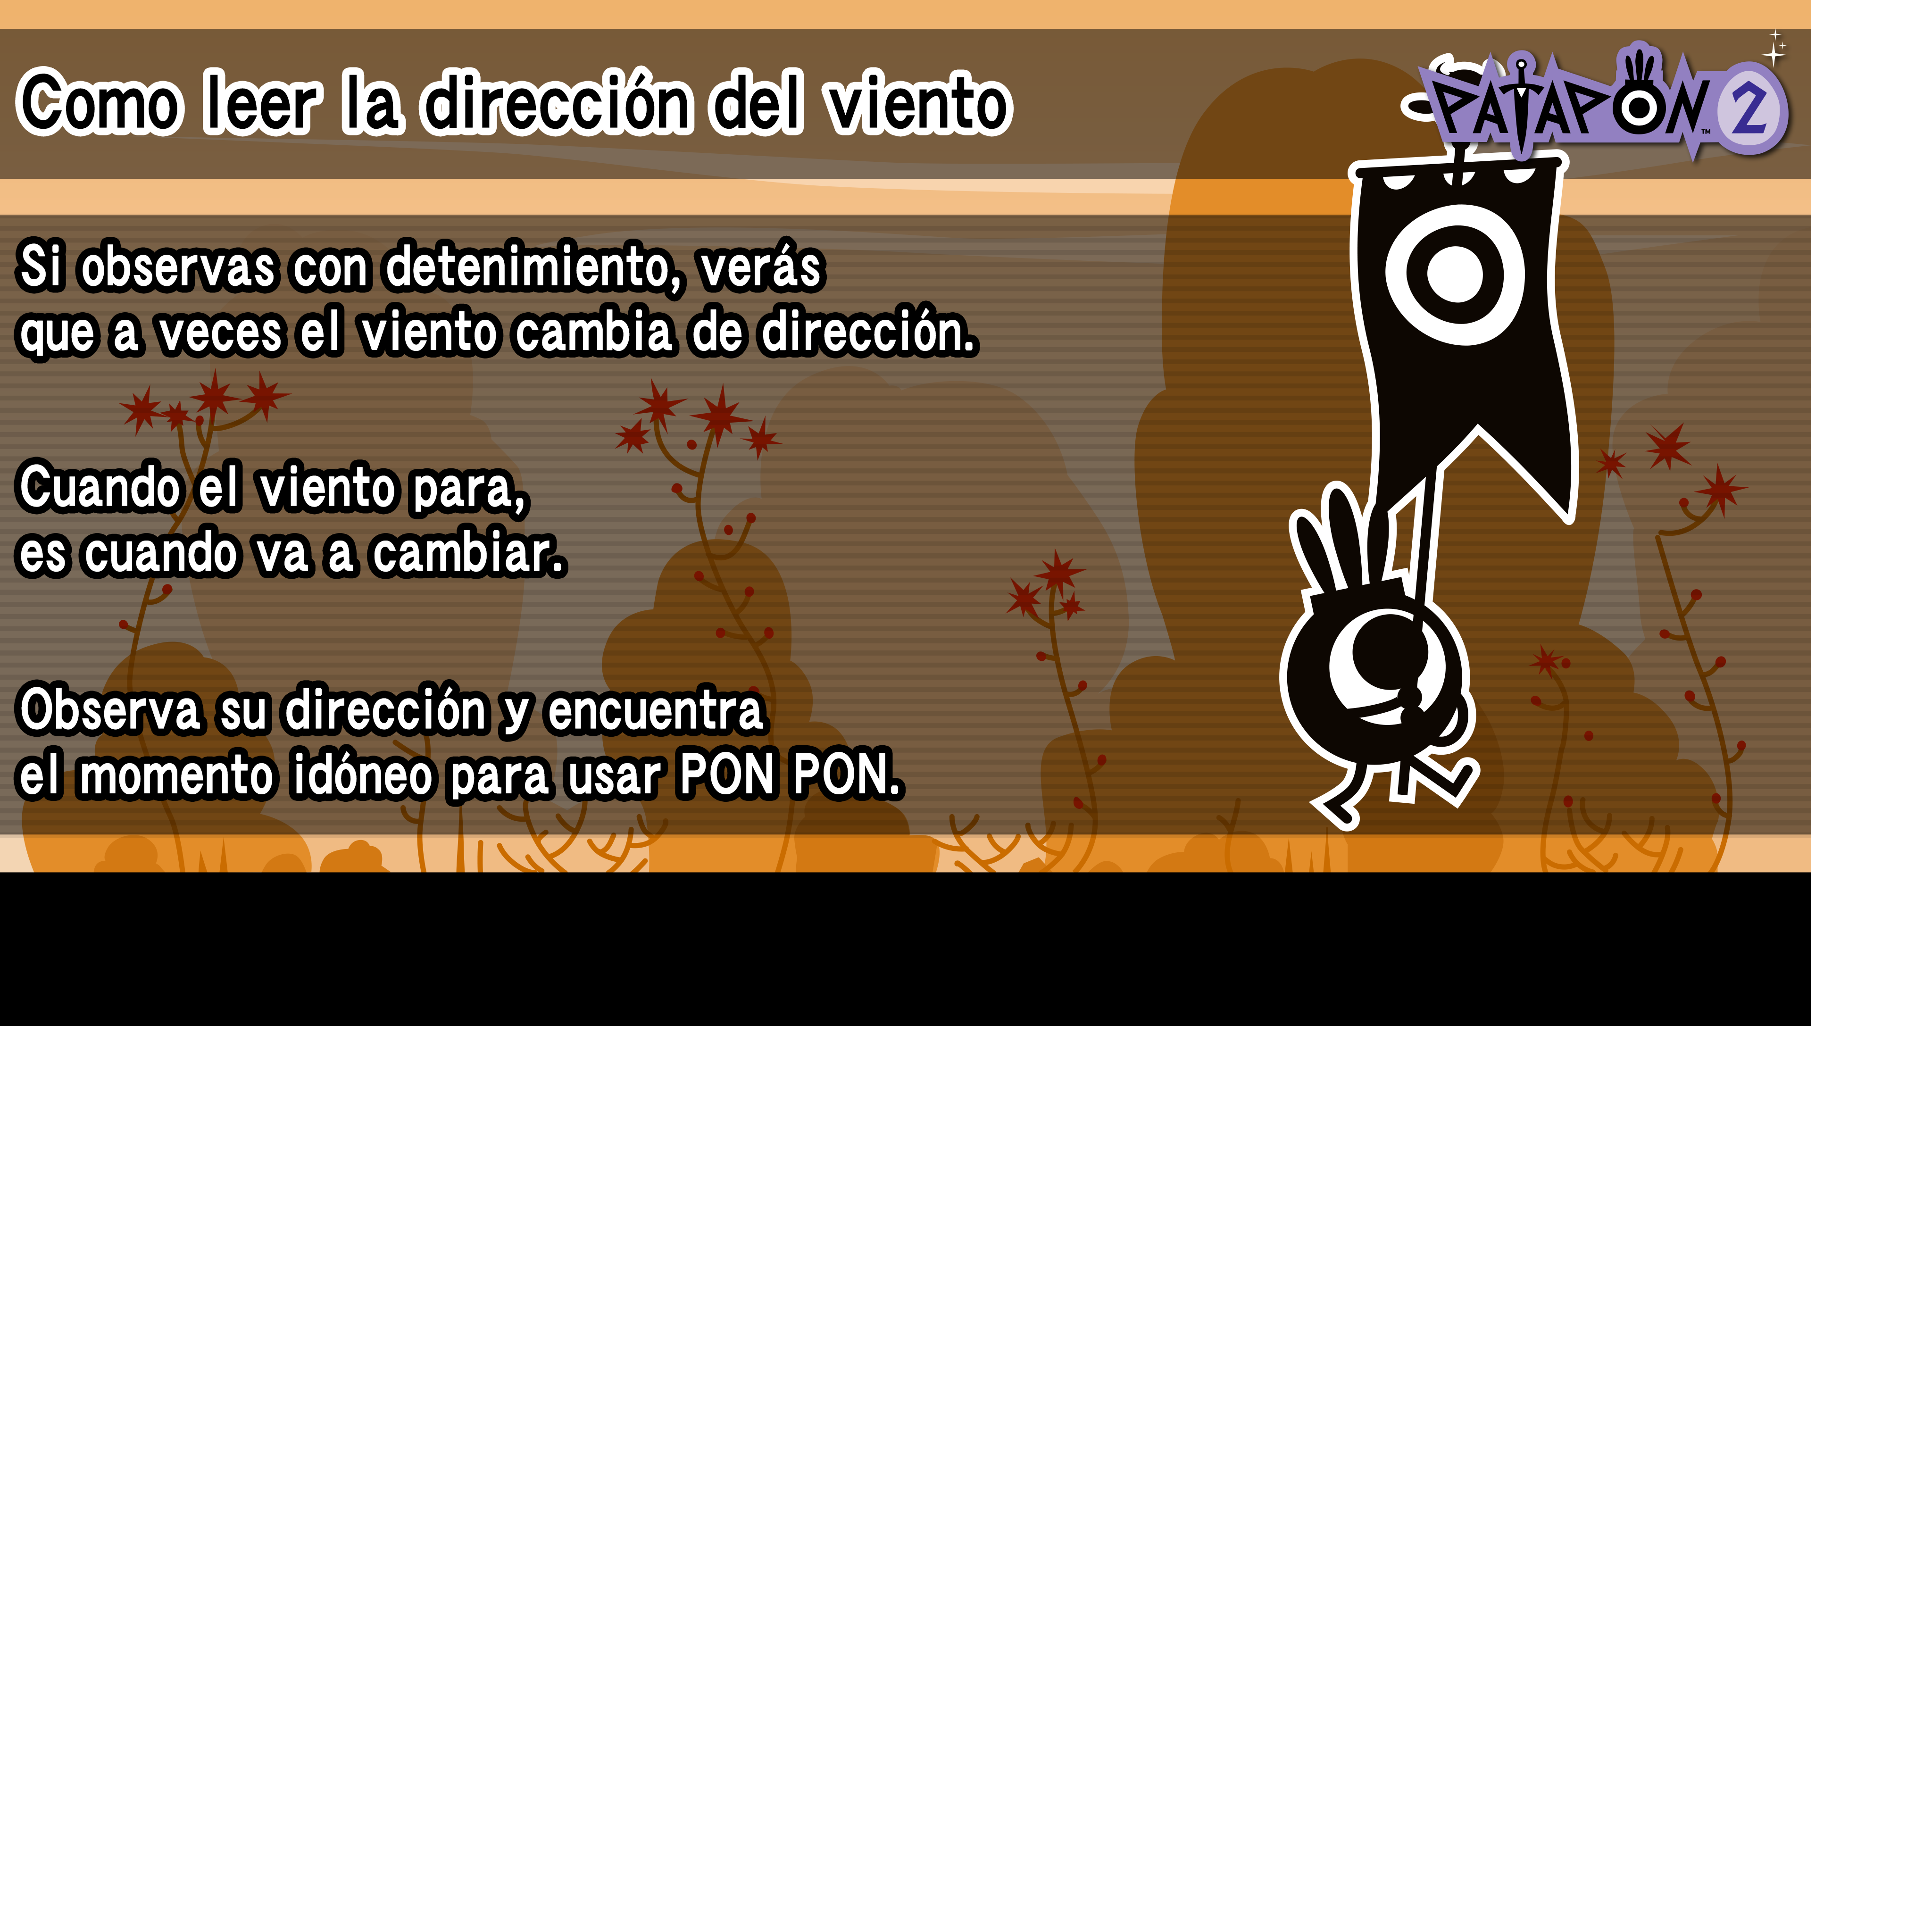 Como leer la dirección del viento
PATAPON™ 2
Si observas con detenimiento, verás
que a veces el viento cambia de dirección.
Cuando el viento para,
es cuando va a cambiar.
Observa su dirección y encuentra
el momento idóneo para usar PON PON.